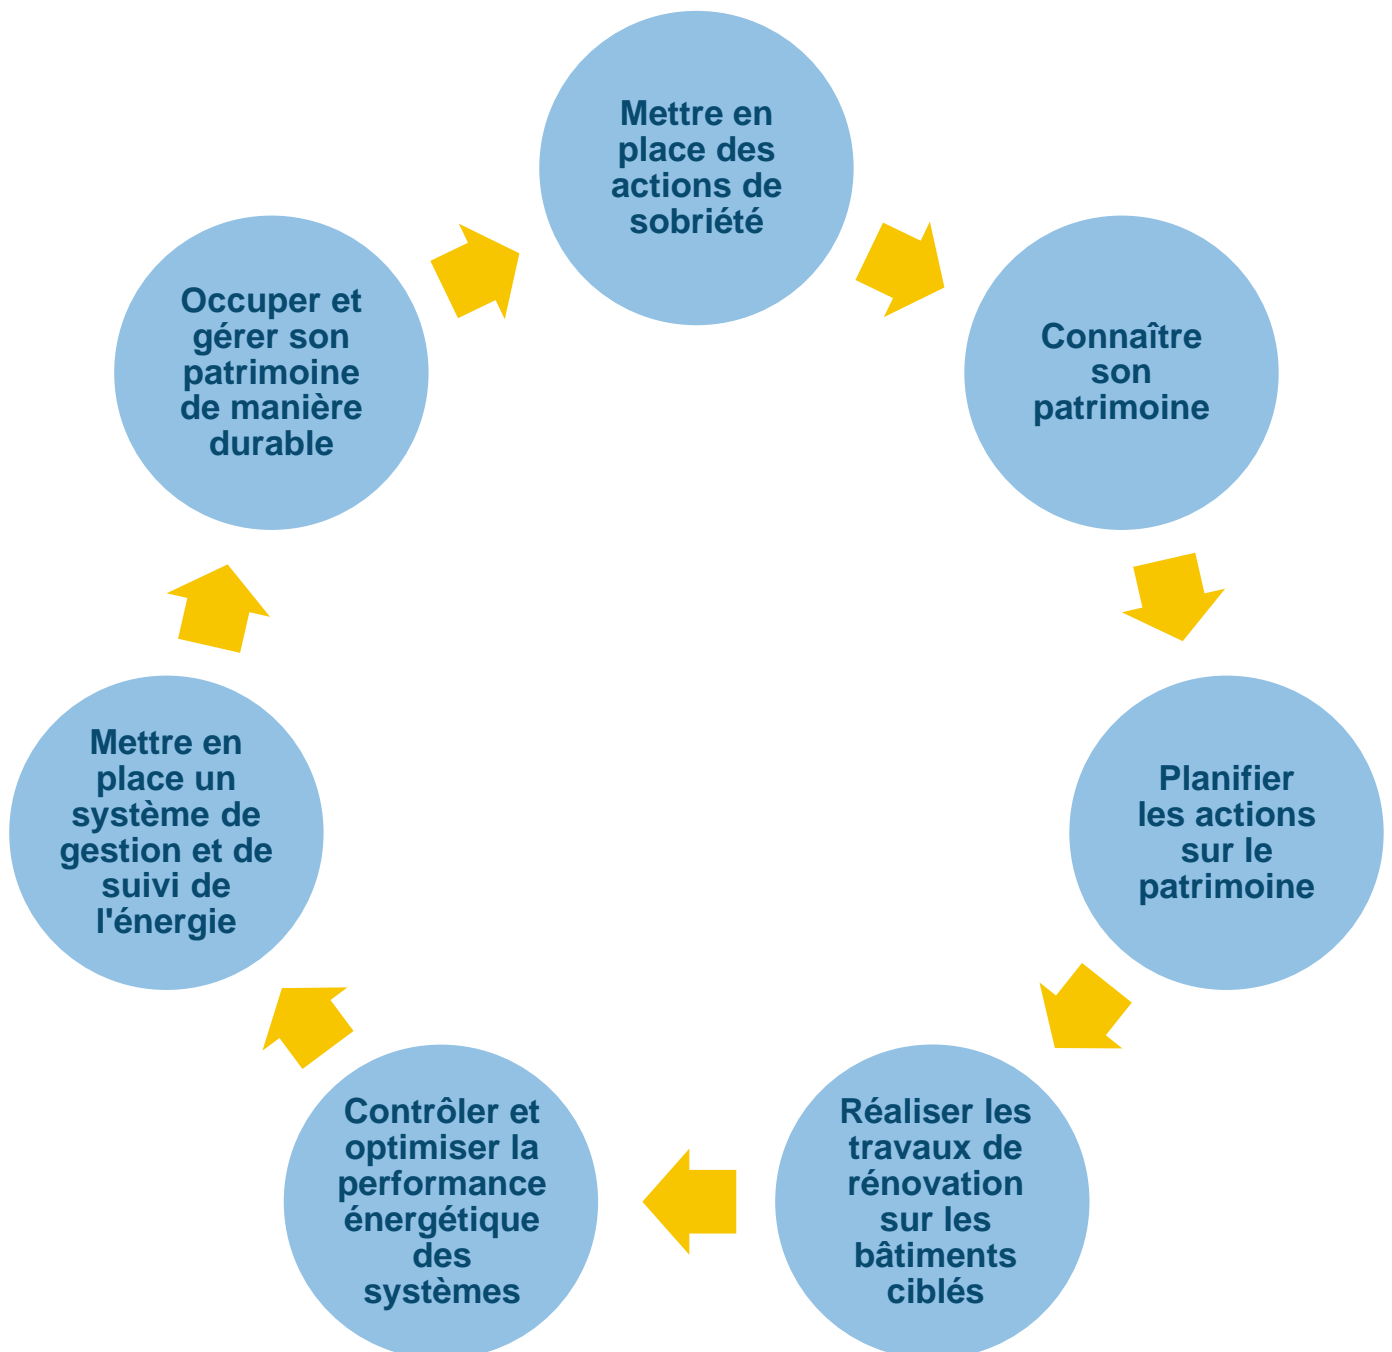 Mettre en
place des
actions de
sobriété
Connaître
son
patrimoine
Planifier
les actions
sur le
patrimoine
Réaliser les
travaux de
rénovation
sur les
bâtiments
ciblés
Contrôler et
optimiser la
performance
énergétique
des
systèmes
Mettre en
place un
système de
gestion et de
suivi de
l'énergie
Occuper et
gérer son
patrimoine
de manière
durable